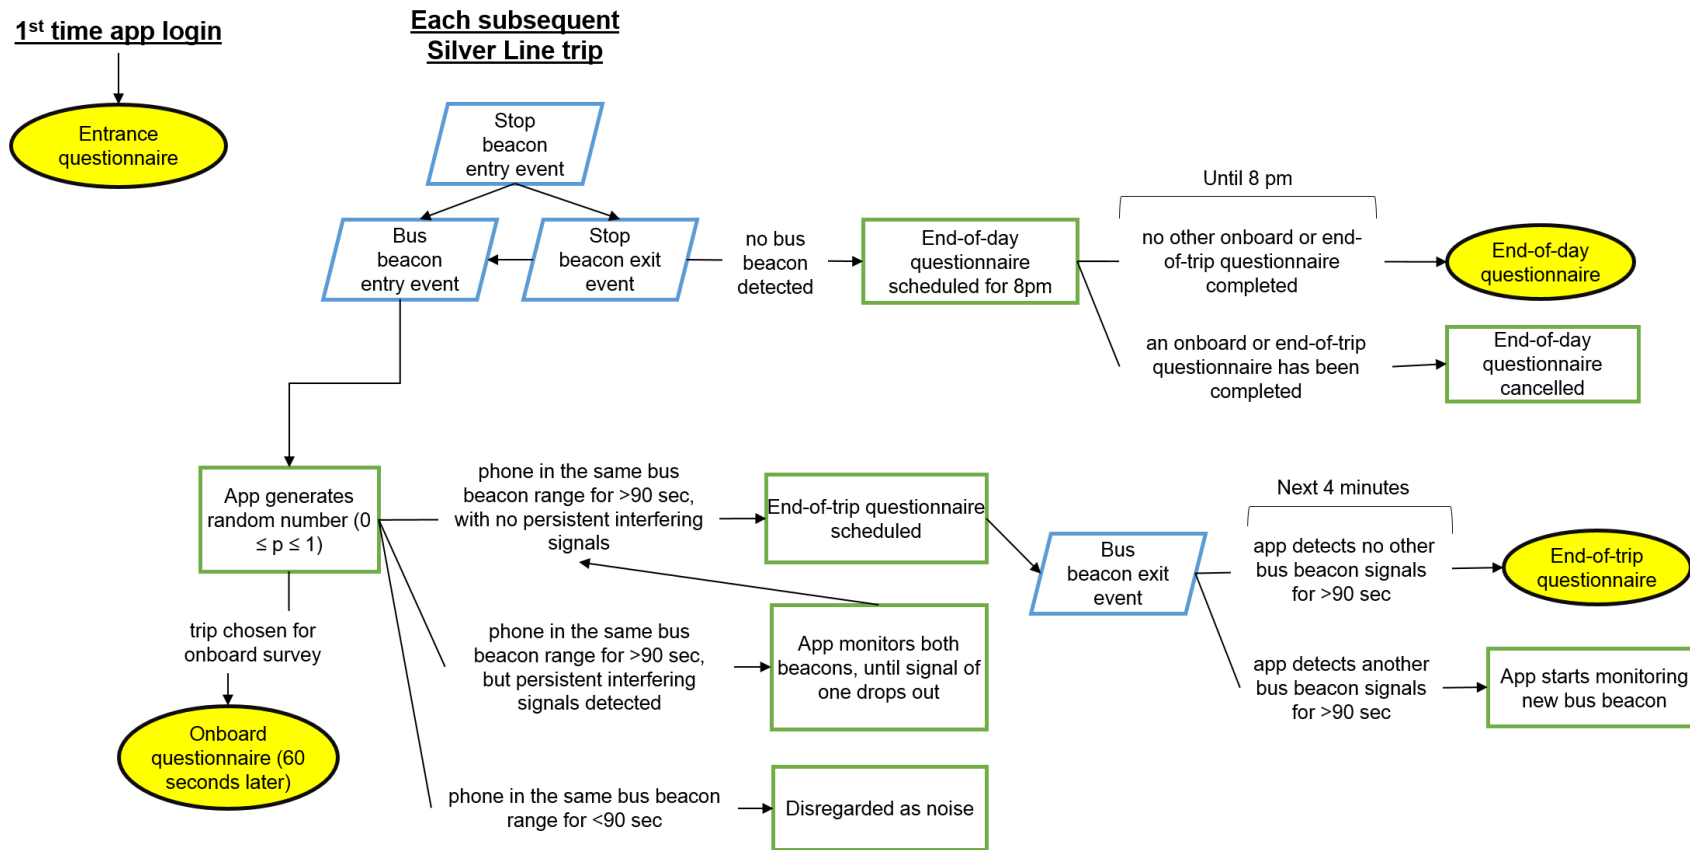 1st time app login
Entrance
questionnaire
Each subsequent
Silver Line trip
Stop
beacon
entry event
Bus
beacon
entry event
Stop
beacon exit
event
no bus
beacon
detected
End-of-day
questionnaire
scheduled for 8pm
Until 8 pm
no other onboard or end-
of-trip questionnaire
completed
End-of-day
questionnaire
an onboard or end-of-trip
questionnaire has been
completed
End-of-day
questionnaire
cancelled
App generates
random number (0
≤ p ≤ 1)
trip chosen for
onboard survey
Onboard
questionnaire (60
seconds later)
phone in the same bus
beacon range for >90 sec,
with no persistent interfering
signals
End-of-trip questionnaire
scheduled
phone in the same bus
beacon range for >90 sec,
but persistent interfering
signals detected
App monitors both
beacons, until signal of
one drops out
phone in the same bus beacon
range for <90 sec
Disregarded as noise
Bus
beacon exit
event
Next 4 minutes
app detects no other
bus beacon signals
for >90 sec
End-of-trip
questionnaire
app detects another
bus beacon signals
for >90 sec
App starts monitoring
new bus beacon